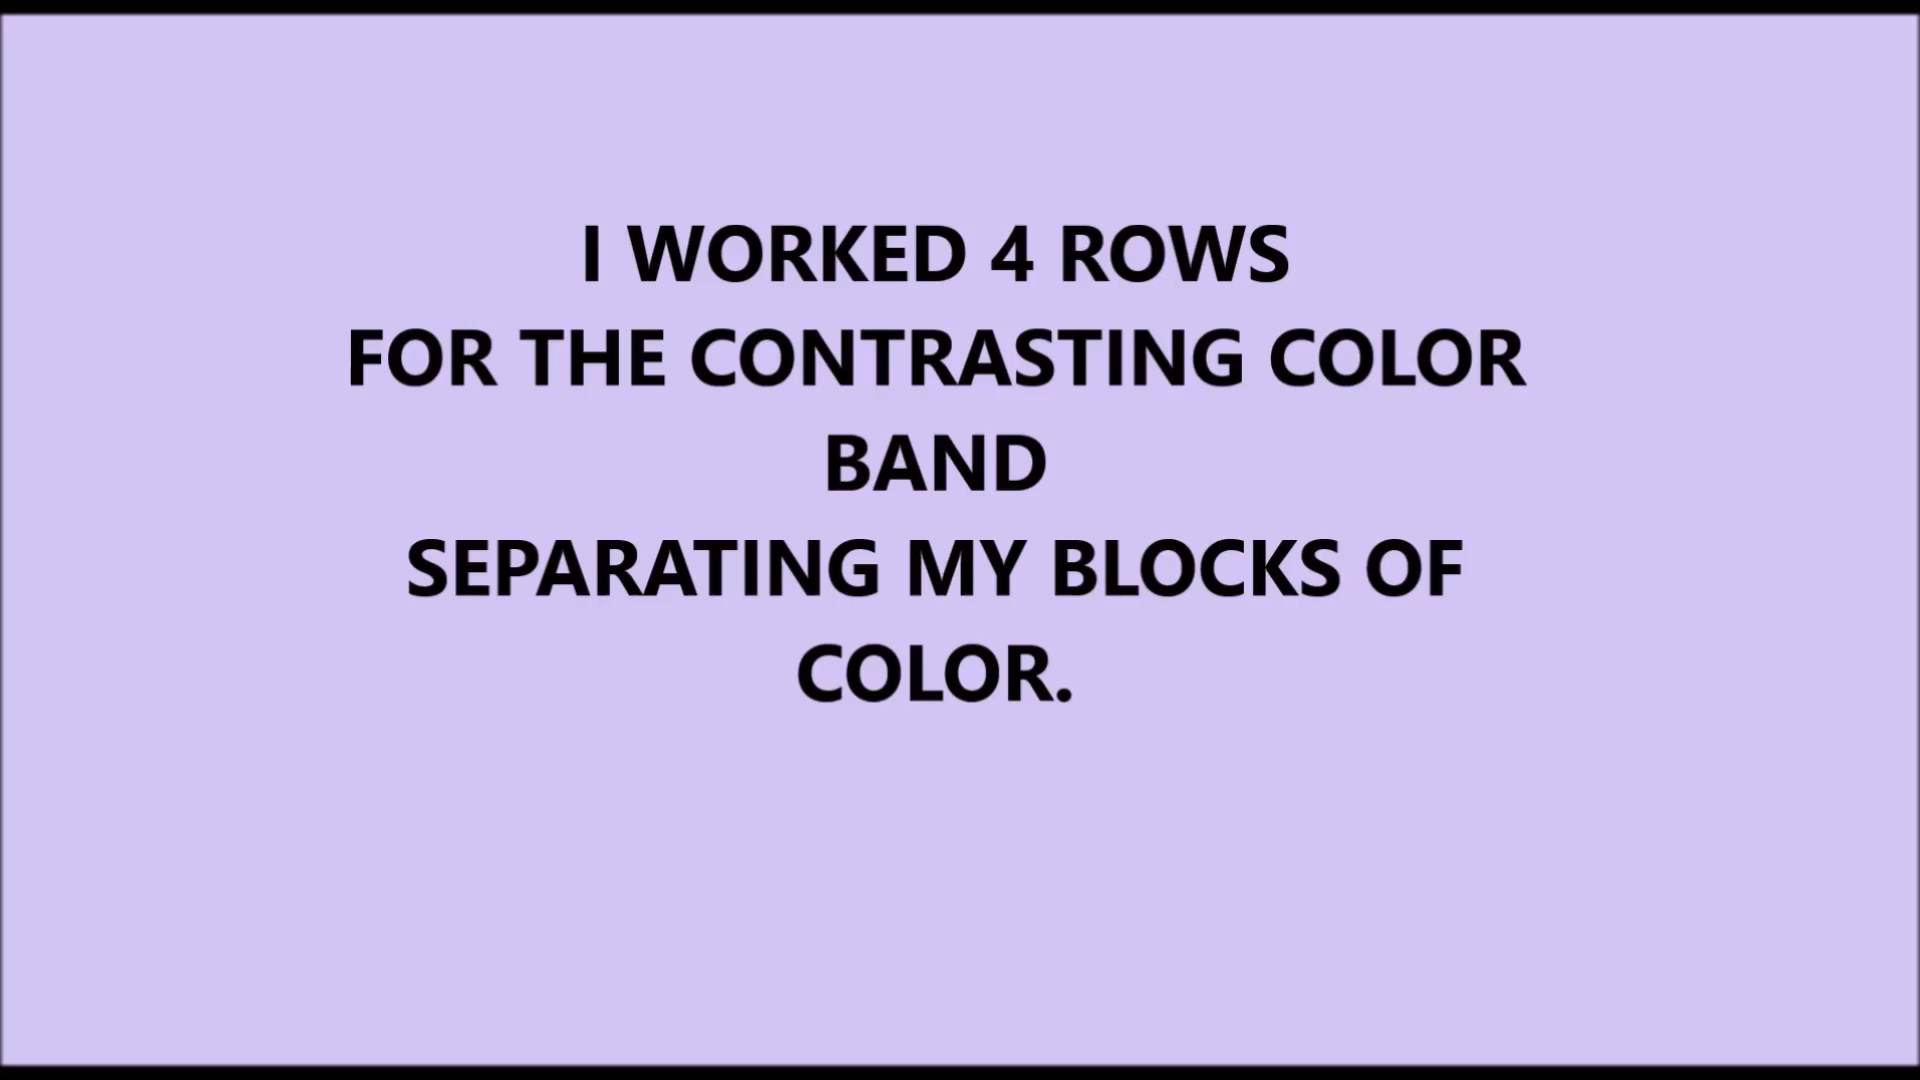 I WORKED 4 ROWS
FOR THE CONTRASTING COLOR
BAND
SEPARATING MY BLOCKS OF
COLOR.